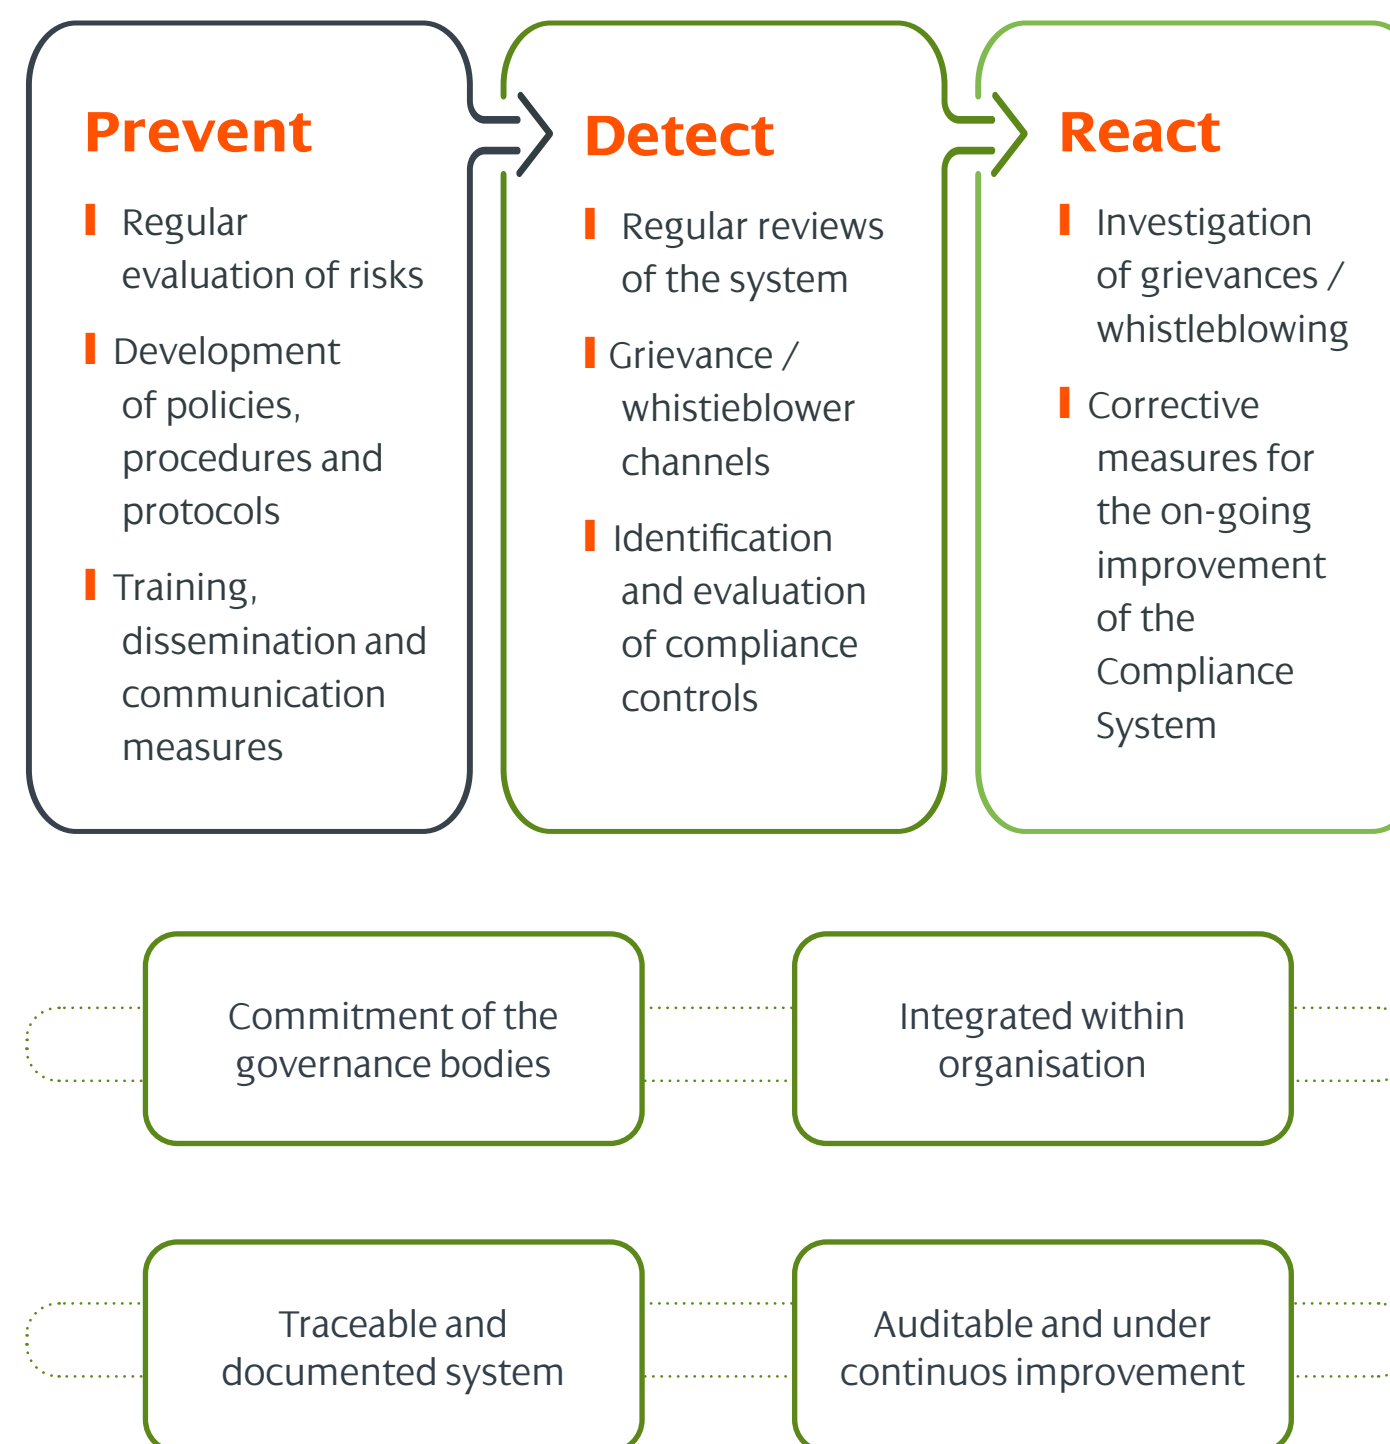 Prevent
Regular
evaluation of risks
Development
of policies,
procedures and
protocols
Training,
dissemination and
communication
measures
Detect
Regular reviews
of the system
Grievance /
whistieblower
channels
Identification
and evaluation
of compliance
controls
React
Investigation
of grievances /
whistleblowing
Corrective
measures for
the on-going
improvement
of the
Compliance
System
Commitment of the
governance bodies
Integrated within
organisation
Traceable and
documented system
Auditable and under
continuos improvement